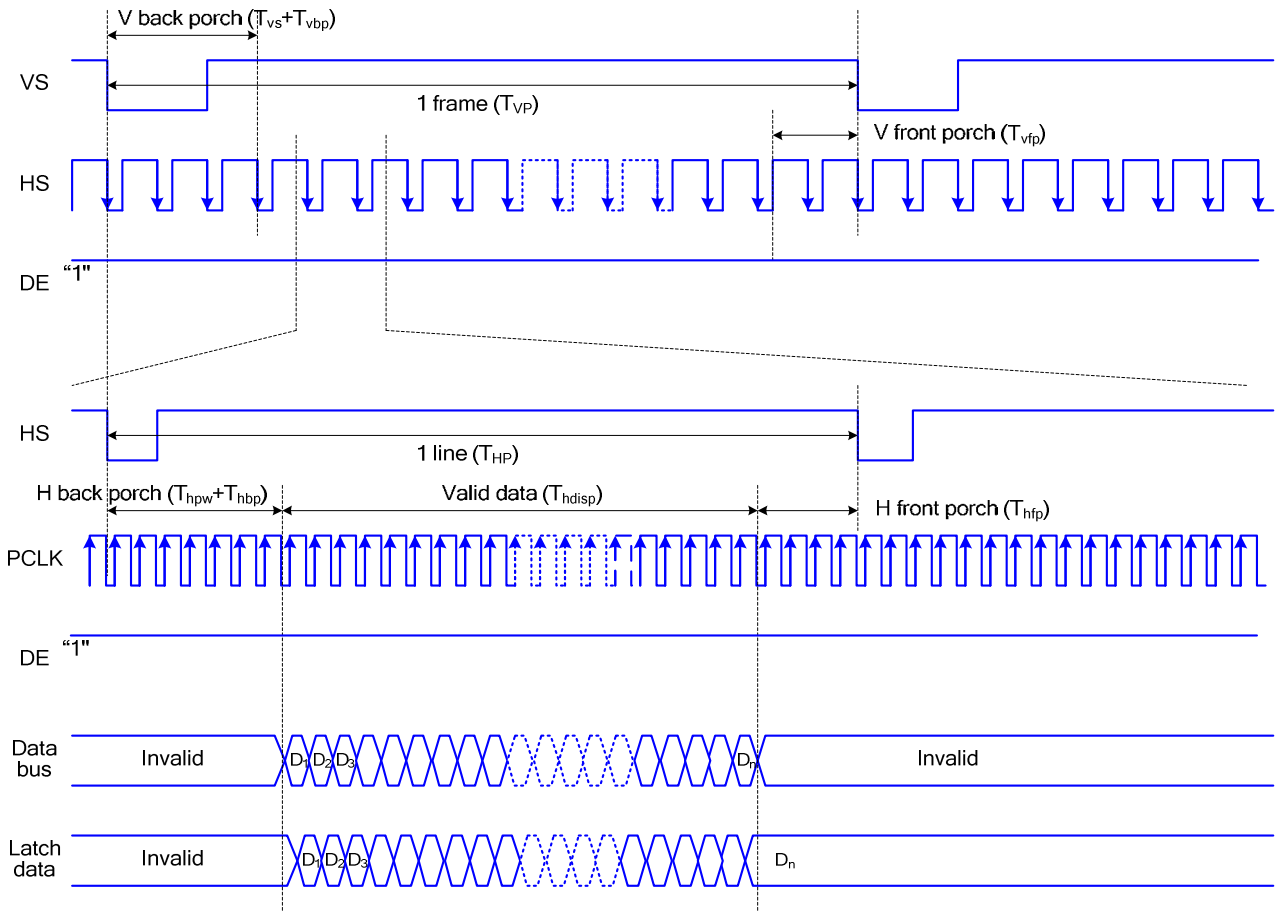 V back porch (Tvs+Tvbp)
VS
1 frame (TVP)
V front porch (Tvfp)
HS
DE “1"
HS
1 line (THP)
H back porch (Thpw+Thbp)
Valid data (Thdisp)
H front porch (Thfp)
PCLK
DE “1"
Data
bus
Invalid
D1 D2 D3
Dn
Invalid
Latch
data
Invalid
D1 D2 D3
Dn